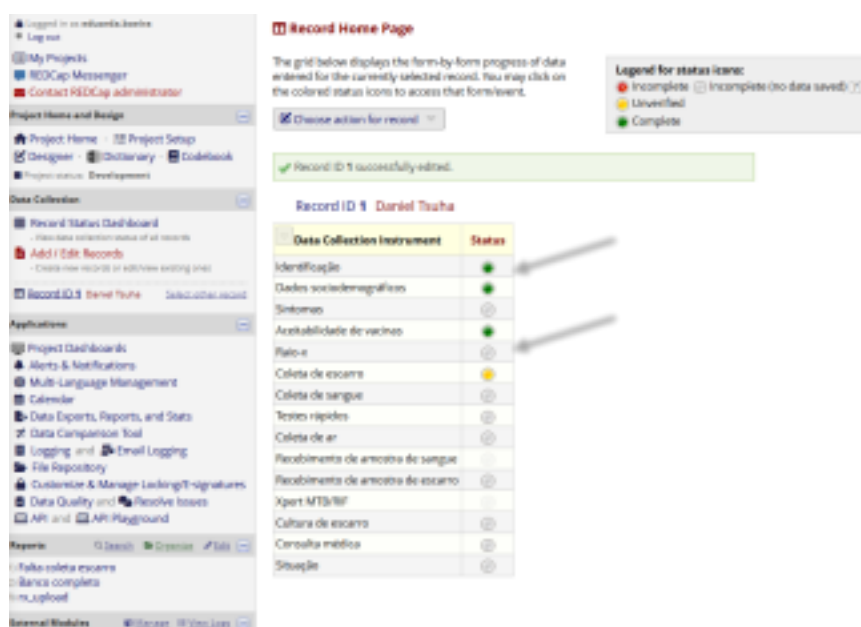 Logged in as
Log out
My Projects
REDCap Messenger
Contact REDCap administrator
Project Home and Design
Project Home · Project Setup
Designer · Dictionary · Codebook
Project status: Development
Data Collection
Record Status Dashboard
- View data collection status of all records
Add / Edit Records
- Create new records or edit/view existing ones
Record ID 1 Daniel Tsuha Select other record
Applications
Project Dashboards
Alerts & Notifications
Multi-Language Management
Calendar
Data Exports, Reports, and Stats
Data Comparison Tool
Logging and Email Logging
File Repository
Customize & Manage Locking/E-signatures
Data Quality and Resolve Issues
API and API Playground
Reports Search Organize Edit
Falta coleta escarro
Banco completo
rx_upload
External Modules Manage View Logs
Record Home Page
The grid below displays the form-by-form progress of data
entered for the currently selected record. You may click on
the colored status icons to access that form/event.
Legend for status icons:
Incomplete Incomplete (no data saved) ?
Unverified
Complete
Choose action for record
Record ID 1 successfully edited.
Record ID 1 Daniel Tsuha
Data Collection Instrument Status
Identificação
Dados sociodemográficos
Sintomas
Aceitabilidade de vacinas
Raio-x
Coleta de escarro
Coleta de sangue
Testes rápidos
Coleta de ar
Recebimento de amostra de sangue
Recebimento de amostra de escarro
Xpert MTB/RIF
Cultura de escarro
Consulta médica
Situação